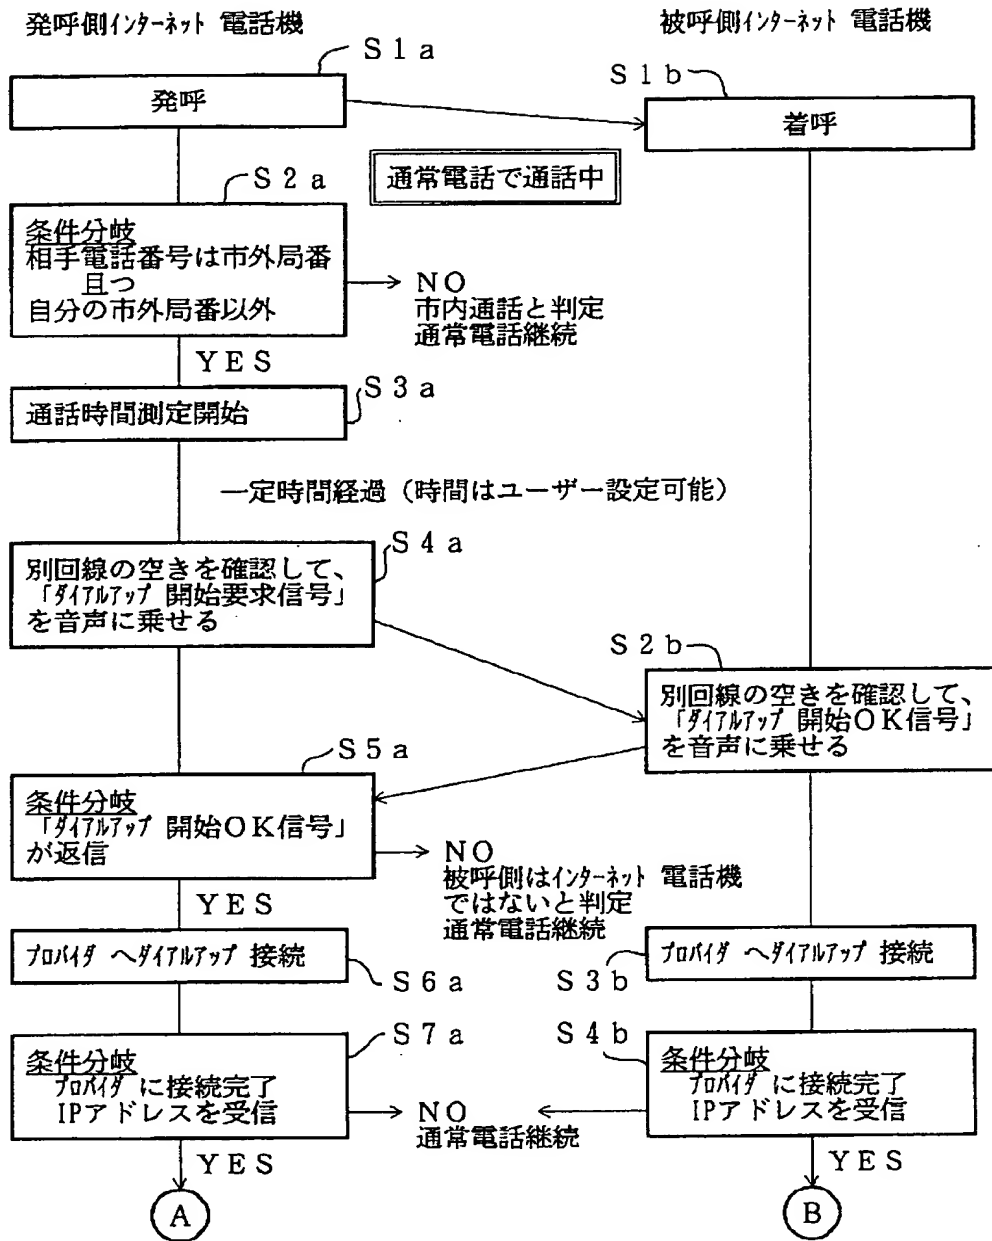 発呼側インターネット 電話機
被呼側インターネット 電話機
S1a
発呼
S1b
着呼
通常電話で通話中
S2a
条件分岐
相手電話番号は市外局番
且つ
自分の市外局番以外
NO
市内通話と判定
通常電話継続
YES
S3a
通話時間測定開始
一定時間経過（時間はユーザー設定可能）
S4a
別回線の空きを確認して、
「ダイアルアップ 開始要求信号」
を音声に乗せる
S2b
別回線の空きを確認して、
「ダイアルアップ 開始OK信号」
を音声に乗せる
S5a
条件分岐
「ダイアルアップ 開始OK信号」
が返信
NO
被呼側はインターネット 電話機
ではないと判定
通常電話継続
YES
プロバイダ へダイアルアップ 接続
S6a
S3b
プロバイダ へダイアルアップ 接続
S7a
条件分岐
プロバイダ に接続完了
IPアドレスを受信
NO
通常電話継続
S4b
条件分岐
プロバイダ に接続完了
IPアドレスを受信
YES
YES
A
B